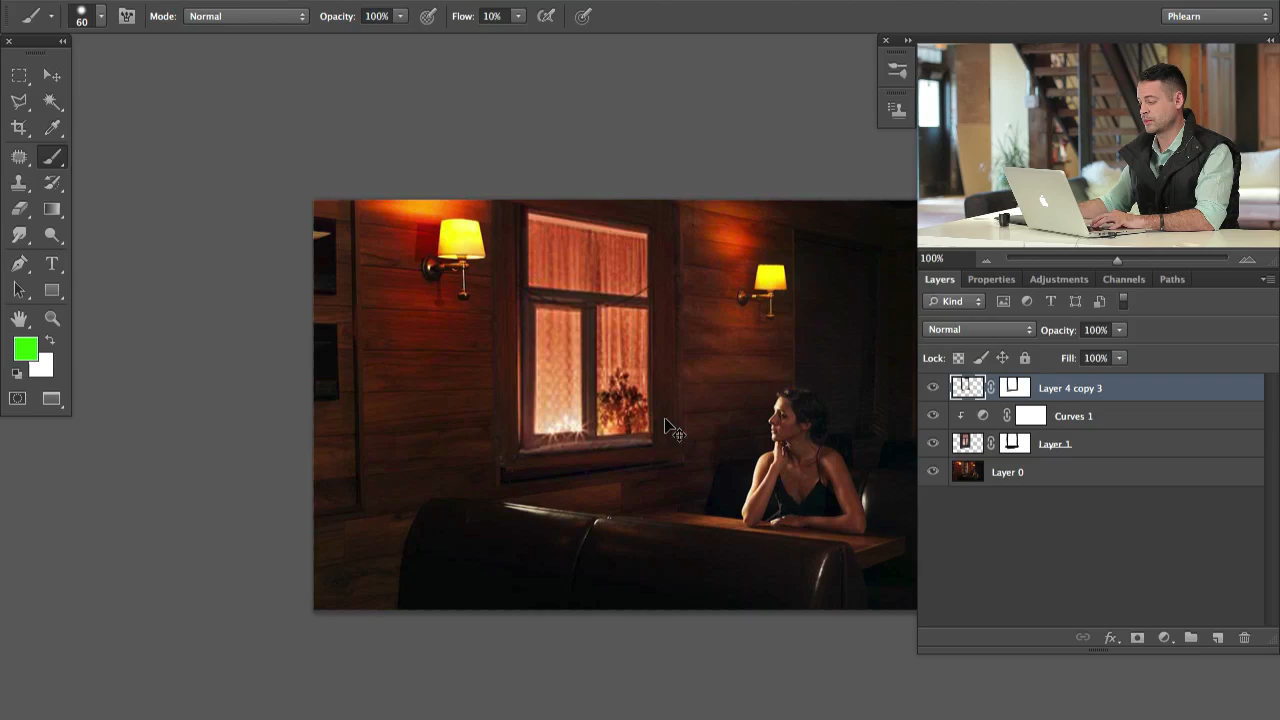 60
Mode: Normal Opacity: 100% Flow: 10% Phlearn
100%
Layers Properties Adjustments Channels Paths
Kind T
Normal Opacity: 100%
Lock: Fill: 100%
Layer 4 copy 3
Curves 1
Layer 1
Layer 0
fx
T